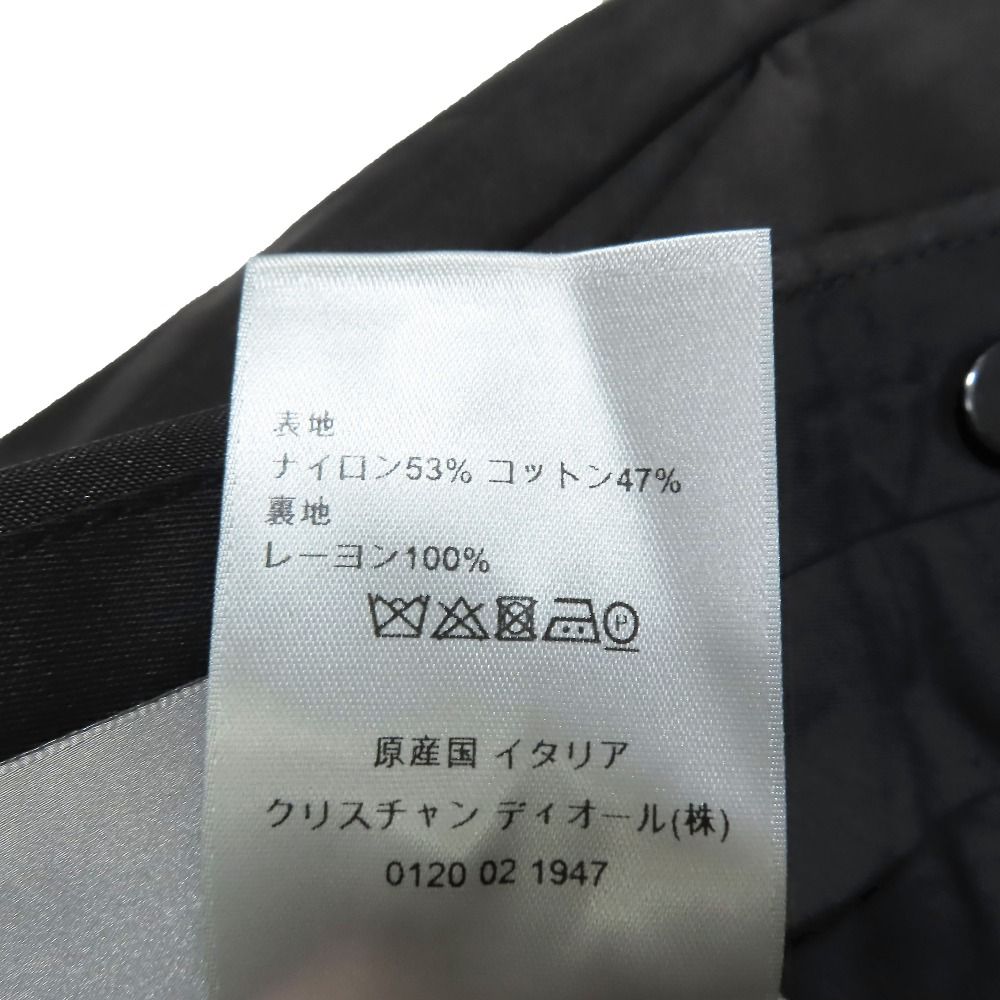 表地
ナイロン53% コットン47%
裏地
レーヨン100%
P
原産国 イタリア
クリスチャン ディオール(株)
0120 02 1947